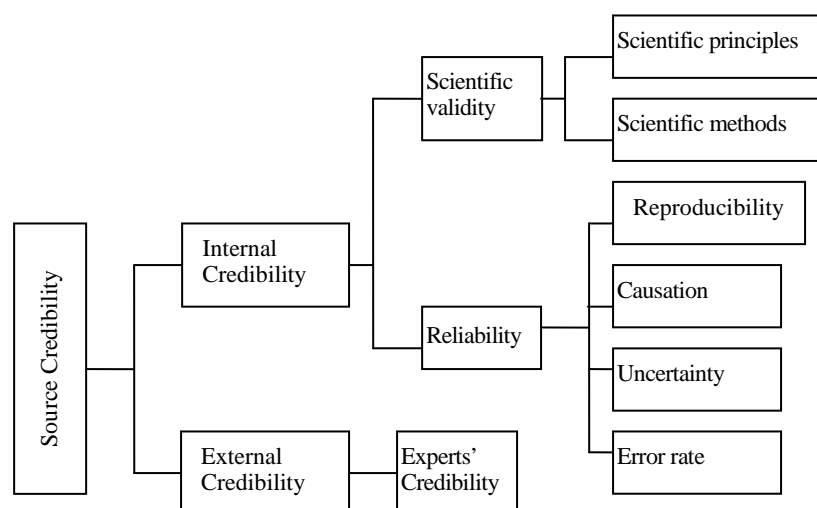 Source Credibility
Internal
Credibility
External
Credibility
Scientific
validity
Reliability
Experts’
Credibility
Scientific principles
Scientific methods
Reproducibility
Causation
Uncertainty
Error rate